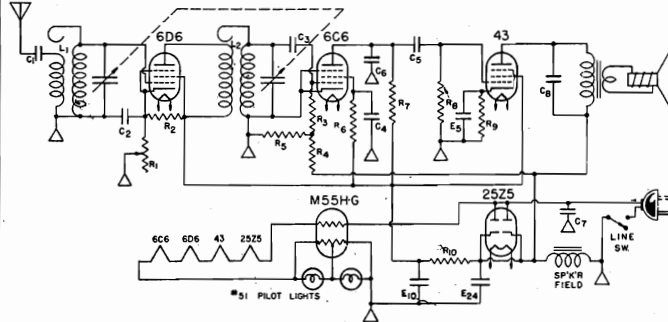 6D6
6C6
43
C1
L1
L2
C3
C6
C5
C8
C2
R2
R3
R6
C4
R7
R8
E5
R9
R1
R5
R4
M55H-G
25Z5
C7
6C6 6D6 43 25Z5
LINE
SW.
R10
#51 PILOT LIGHTS
E10
E24
SP'K'R
FIELD